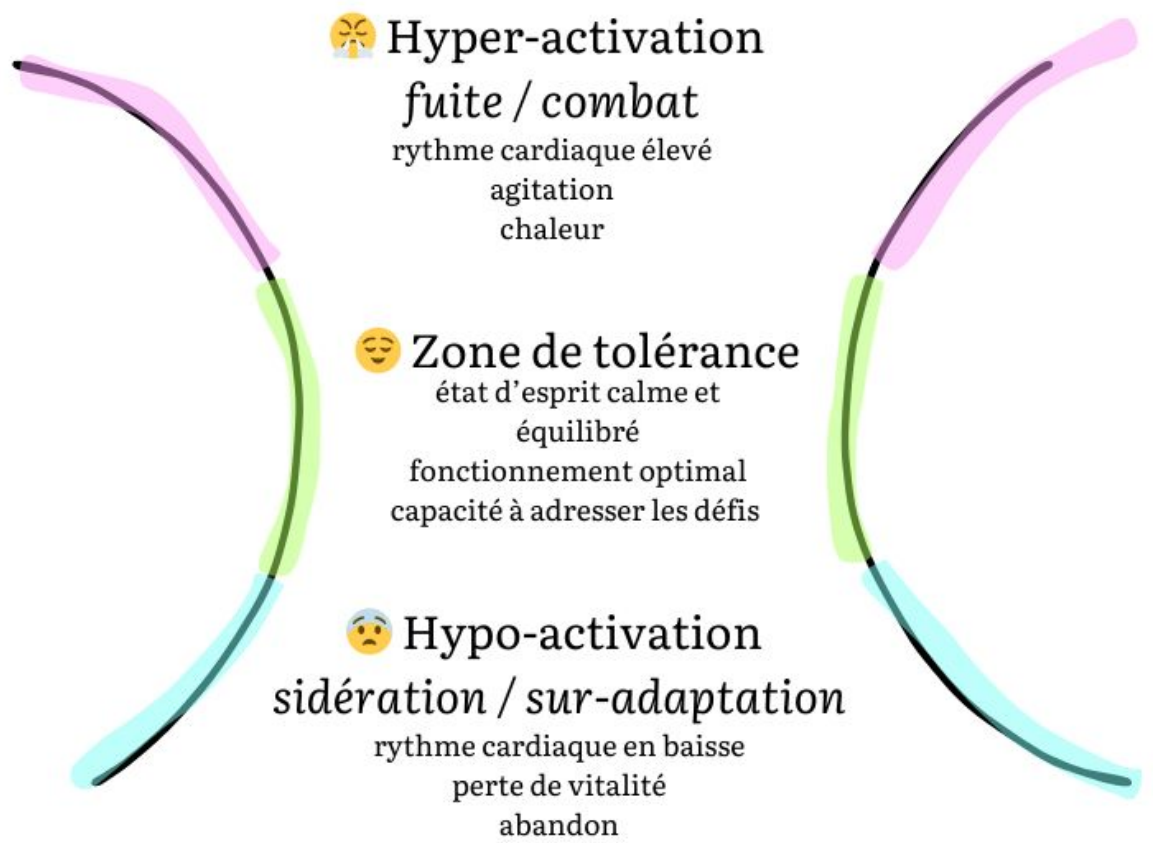 😤 Hyper-activation
fuite / combat
rythme cardiaque élevé
agitation
chaleur
😌 Zone de tolérance
état d’esprit calme et
équilibré
fonctionnement optimal
capacité à adresser les défis
😨 Hypo-activation
sidération / sur-adaptation
rythme cardiaque en baisse
perte de vitalité
abandon